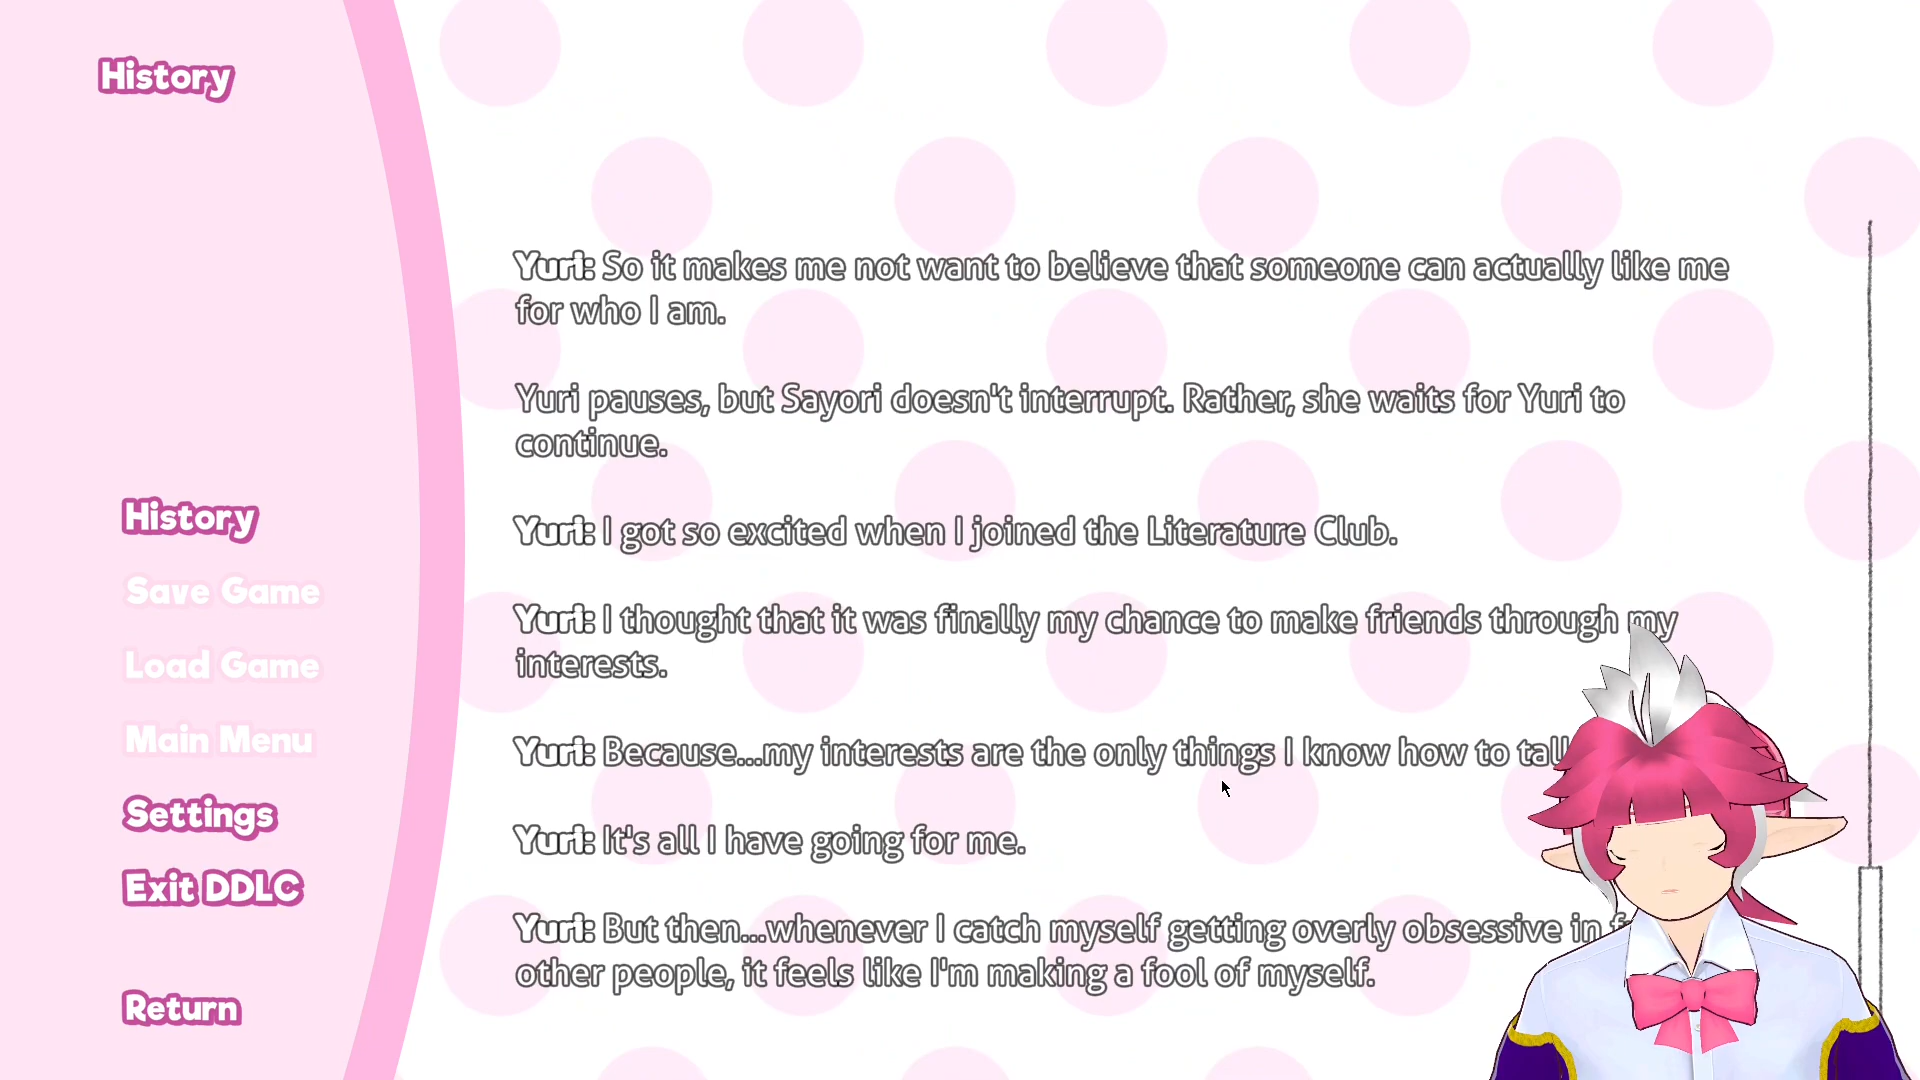 History
Yuri: So it makes me not want to believe that someone can actually like me
for who I am.
Yuri pauses, but Sayori doesn't interrupt. Rather, she waits for Yuri to
continue.
Yuri: I got so excited when I joined the Literature Club.
Yuri: I thought that it was finally my chance to make friends through my
interests.
Yuri: Because...my interests are the only things I know how to
Yuri: It's all I have going for me.
Yuri: But then...whenever I catch myself getting overly obsessive in
other people, it feels like I'm making a fool of myself.
History
Save Game
Load Game
Main Menu
Settings
Exit DDLC
Return